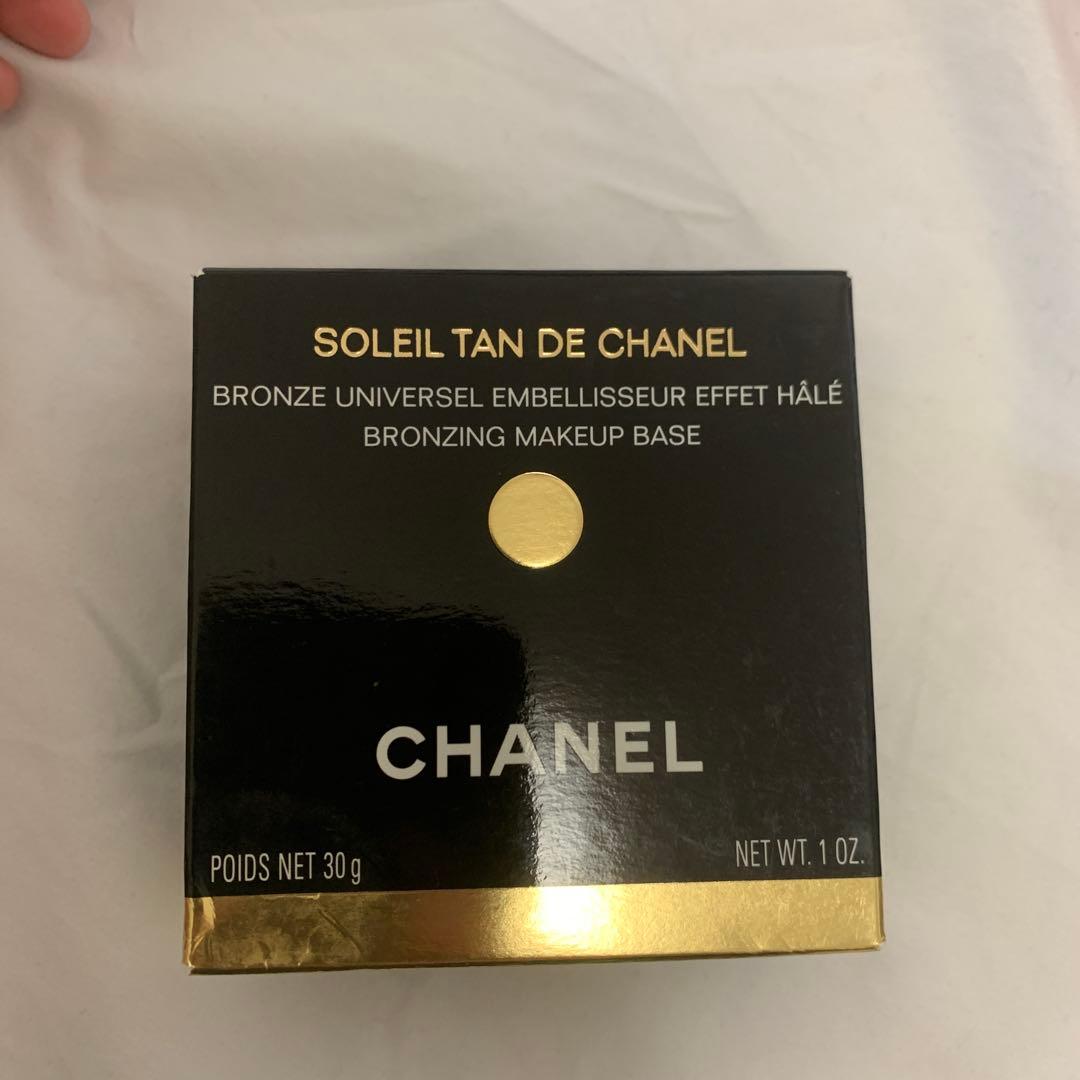 SOLEIL TAN DE CHANEL
BRONZE UNIVERSEL EMBELLISSEUR EFFET HÂLÉ
BRONZING MAKEUP BASE
CHANEL
POIDS NET 30 g NET WT. 1 OZ.